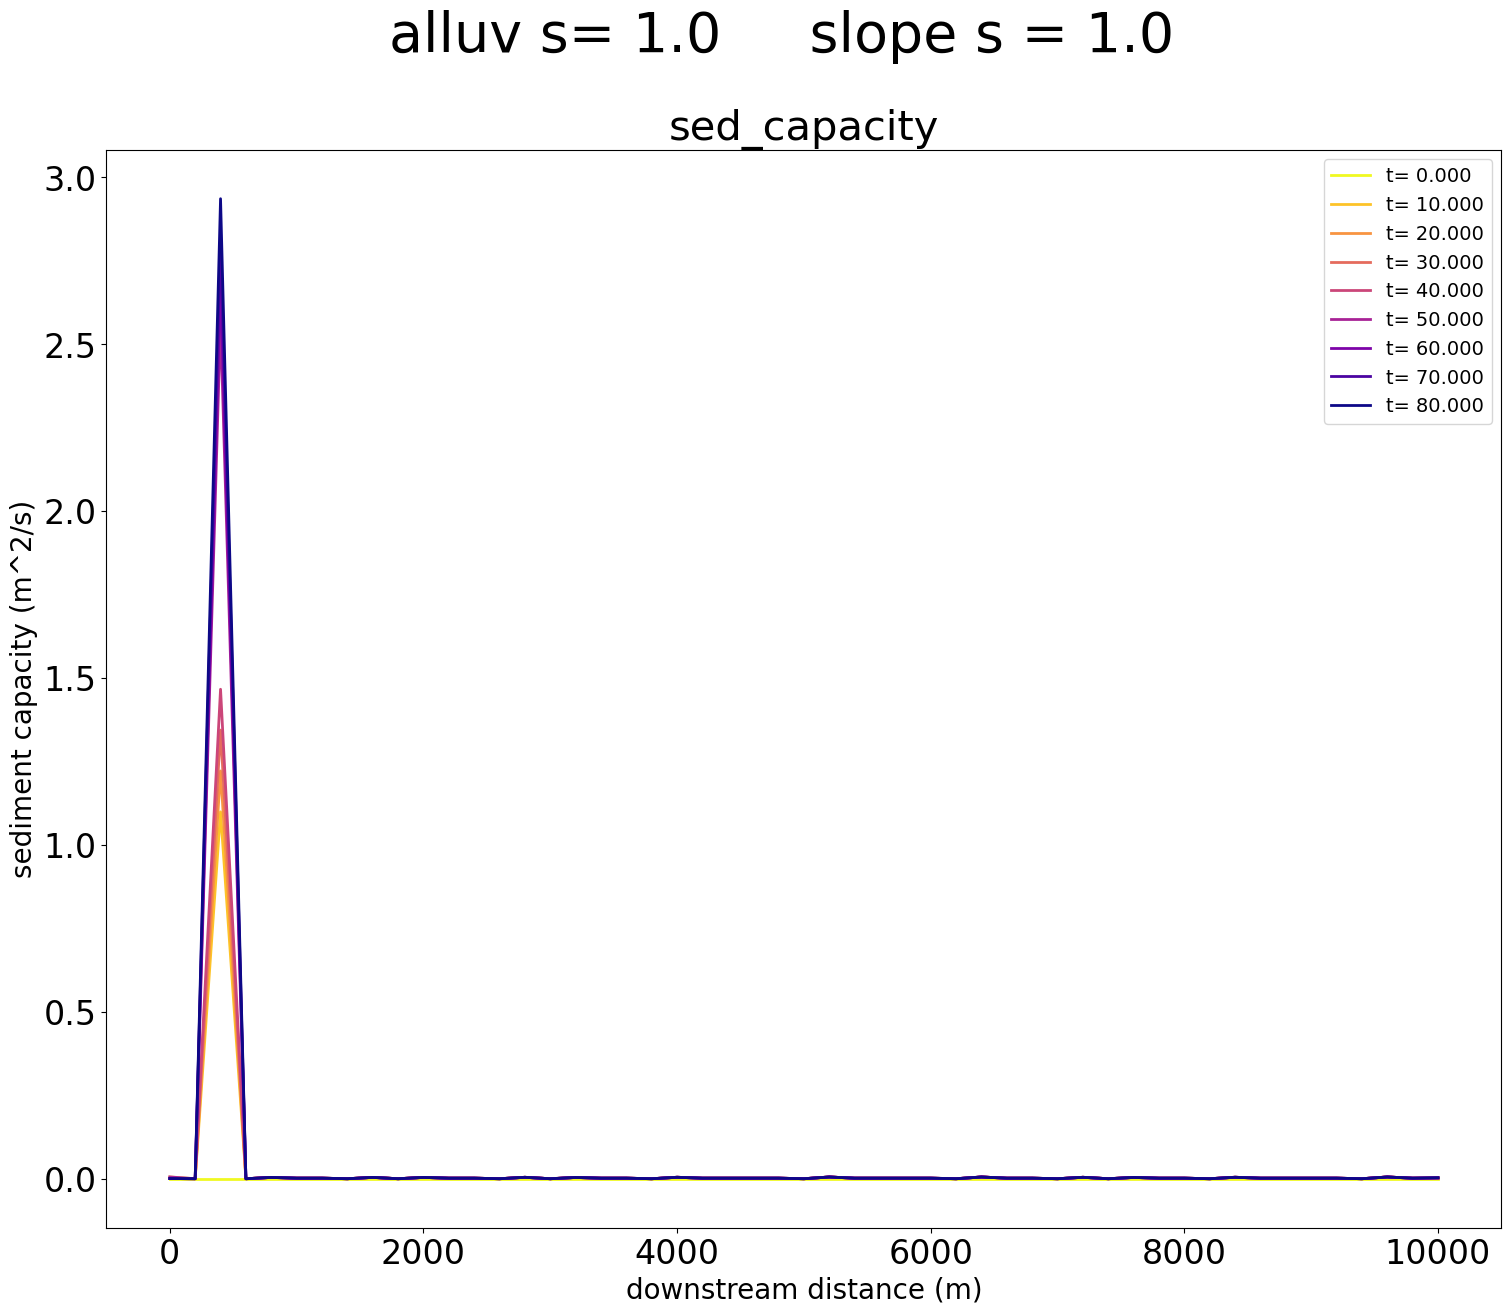 alluv s= 1.0 slope s = 1.0
sed_capacity
3.0
2.5
2.0
1.5
1.0
0.5
0.0
sediment capacity (m^2/s)
t= 0.000
t= 10.000
t= 20.000
t= 30.000
t= 40.000
t= 50.000
t= 60.000
t= 70.000
t= 80.000
0 2000 4000 6000 8000 10000
downstream distance (m)